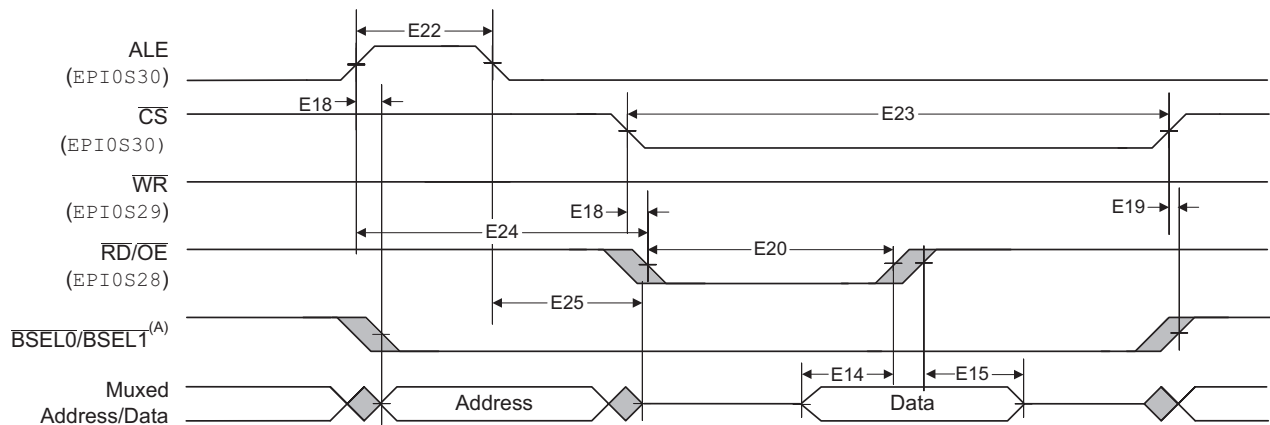 E22
ALE
(EPI0S30)
E18
CS
E23
(EPI0S30)
WR
(EPI0S29)
E18
E19
E24
RD/OE
E20
(EPI0S28)
E25
BSEL0/BSEL1(A)
Muxed
Address/Data
Address
E14
Data
E15